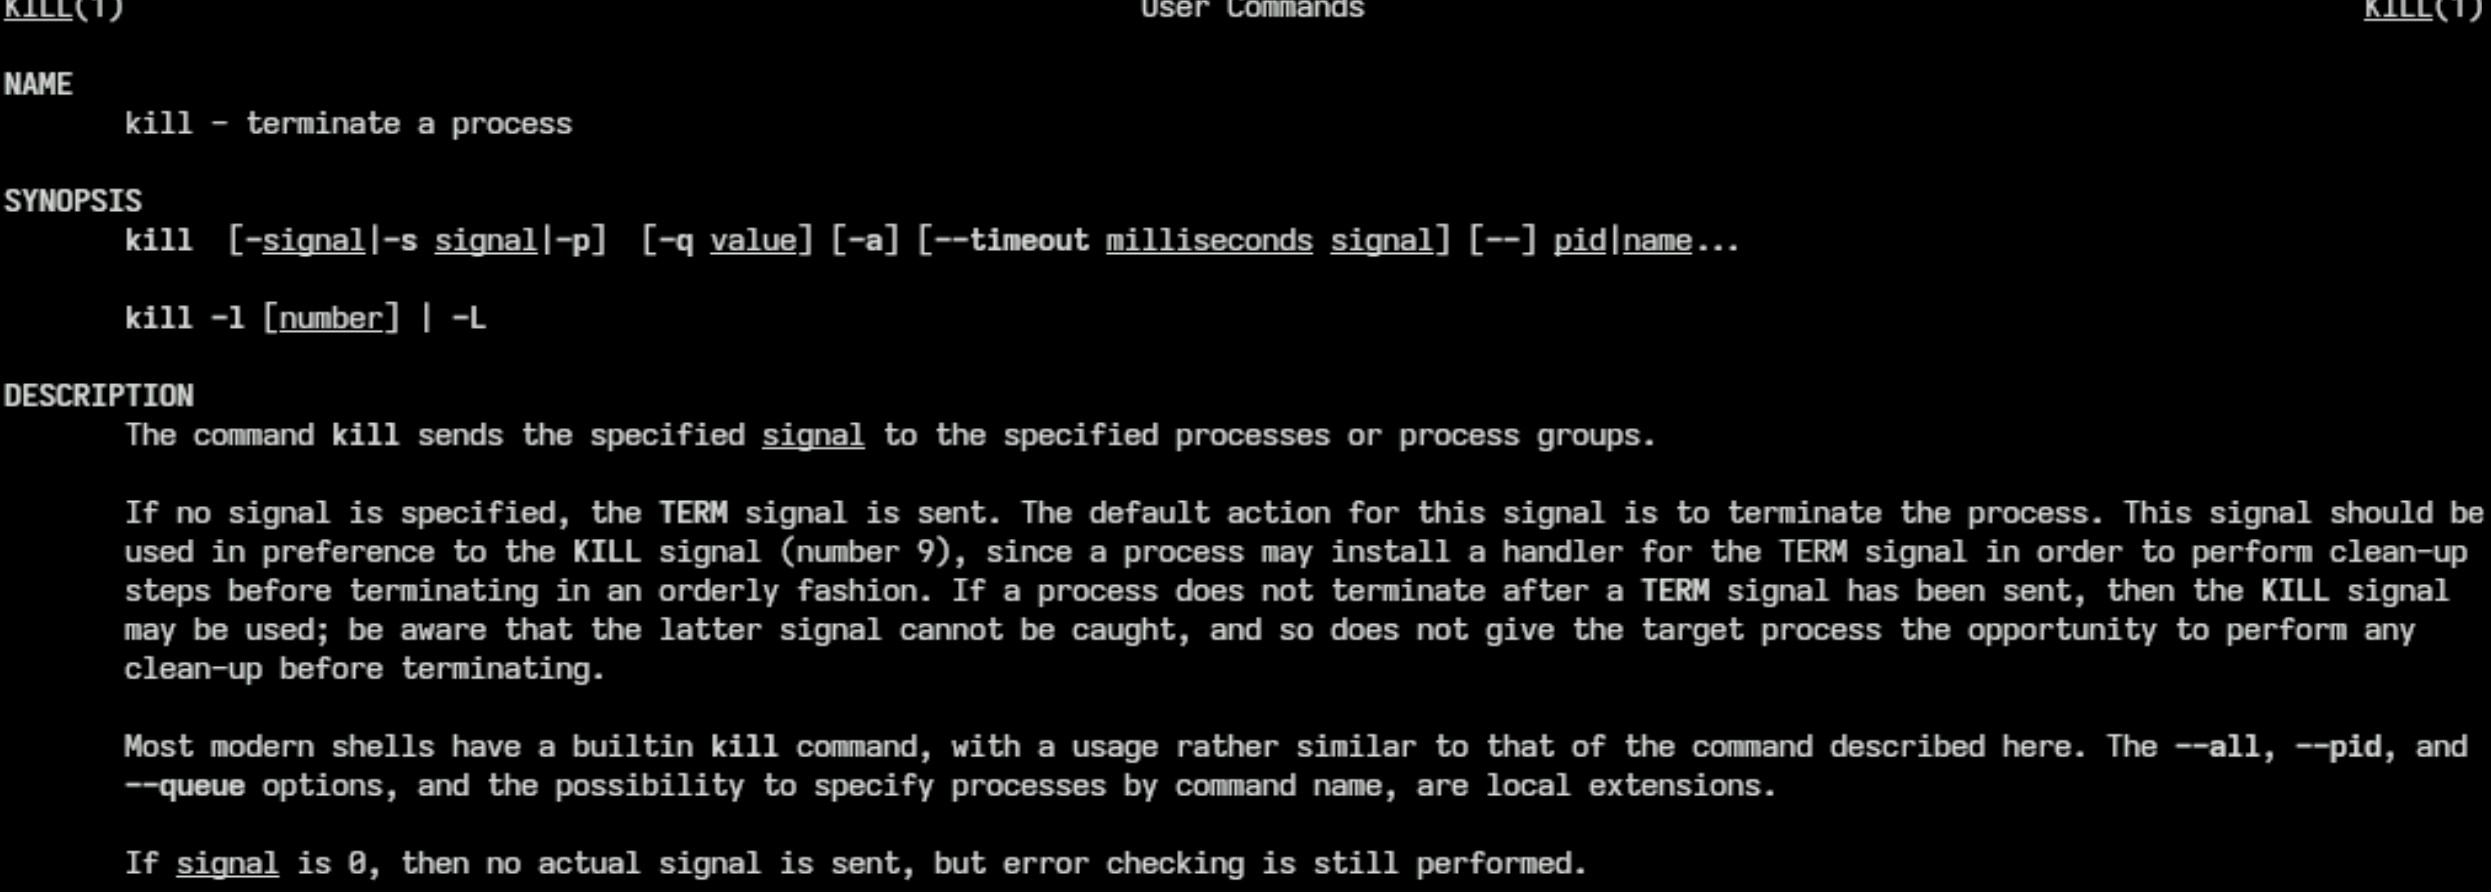 KILL(1) User Commands KILL(1)
NAME
kill - terminate a process
SYNOPSIS
kill [-signal|-s signal|-p] [-q value] [-a] [--timeout milliseconds signal] [--] pid|name...
kill -l [number] | -L
DESCRIPTION
The command kill sends the specified signal to the specified processes or process groups.
If no signal is specified, the TERM signal is sent. The default action for this signal is to terminate the process. This signal should be
used in preference to the KILL signal (number 9), since a process may install a handler for the TERM signal in order to perform clean-up
steps before terminating in an orderly fashion. If a process does not terminate after a TERM signal has been sent, then the KILL signal
may be used; be aware that the latter signal cannot be caught, and so does not give the target process the opportunity to perform any
clean-up before terminating.
Most modern shells have a builtin kill command, with a usage rather similar to that of the command described here. The --all, --pid, and
--queue options, and the possibility to specify processes by command name, are local extensions.
If signal is 0, then no actual signal is sent, but error checking is still performed.